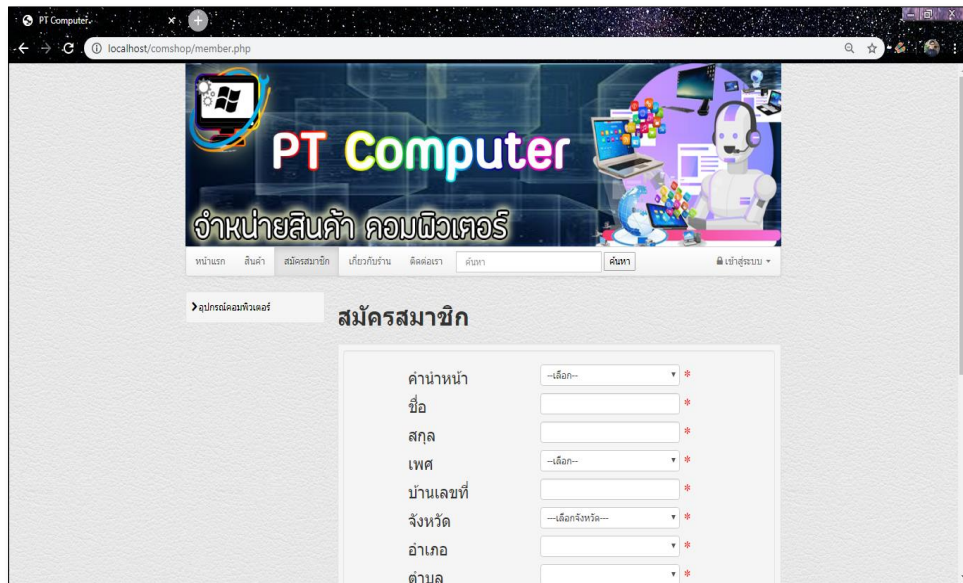 PT Computer
localhost/comshop/member.php
PT Computer
จำหน่ายสินค้า คอมพิวเตอร์
หน้าแรก สินค้า สมัครสมาชิก เกี่ยวกับร้าน ติดต่อเรา ค้นหา ค้นหา เข้าสู่ระบบ
อุปกรณ์คอมพิวเตอร์
สมัครสมาชิก
คำนำหน้า --เลือก-- *
ชื่อ *
สกุล *
เพศ --เลือก-- *
บ้านเลขที่ *
จังหวัด ---เลือกจังหวัด--- *
อำเภอ *
ตำบล *